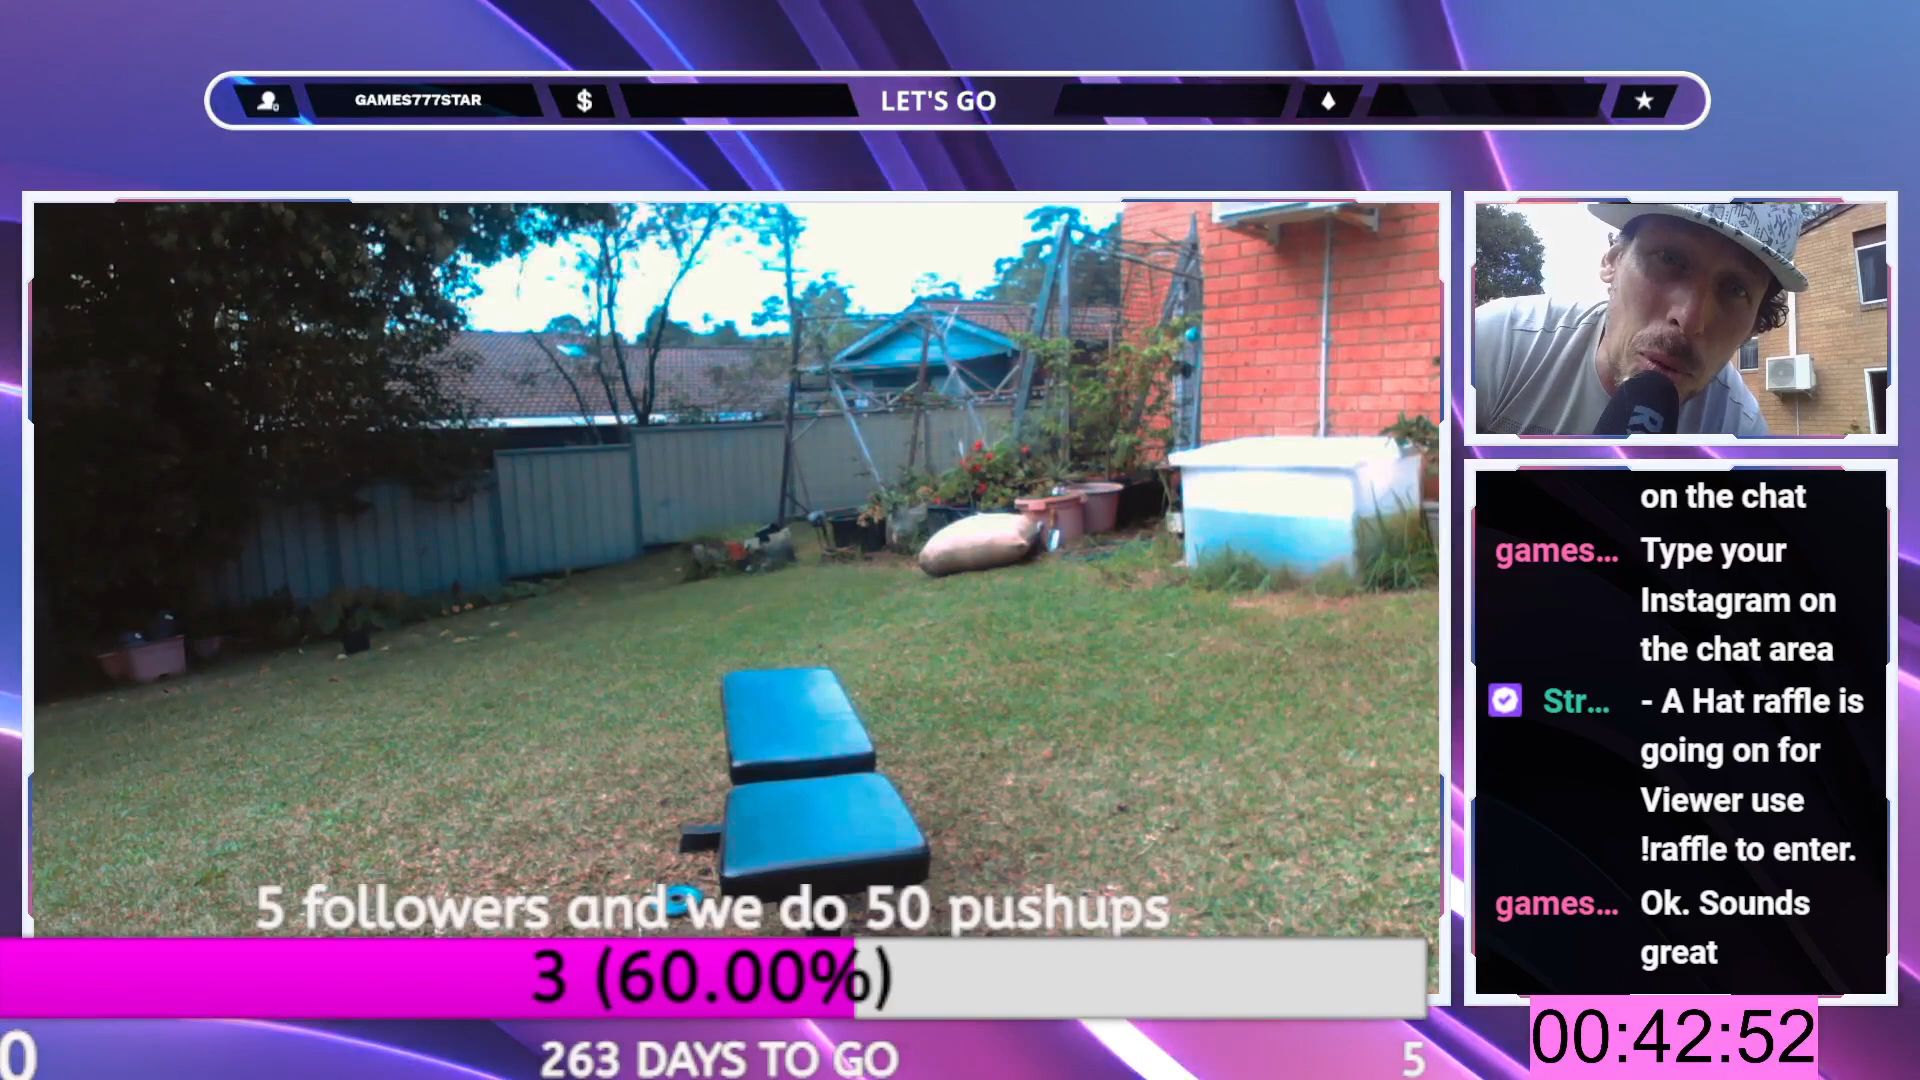 GAMES777STAR
$
LET'S GO
on the chat
games... Type your
Instagram on
the chat area
Str... - A Hat raffle is
going on for
Viewer use
!raffle to enter.
games... Ok. Sounds
great
5 followers and we do 50 pushups
3 (60.00%)
0
263 DAYS TO GO
5
00:42:52